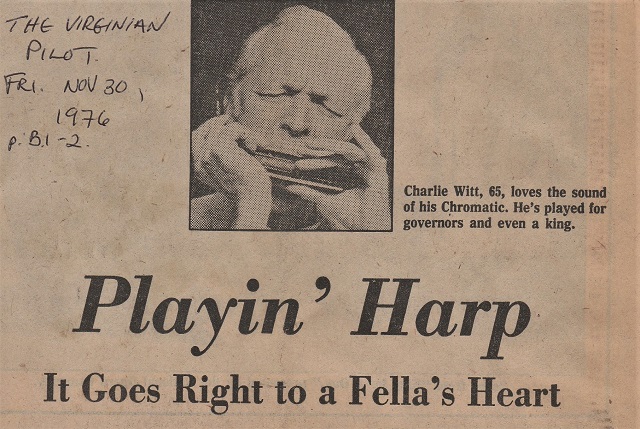 THE VIRGINIAN
PILOT.
FRI. NOV 30,
1976
p. B.1-2.
Charlie Witt, 65, loves the sound
of his Chromatic. He's played for
governors and even a king.
Playin' Harp
It Goes Right to a Fella's Heart